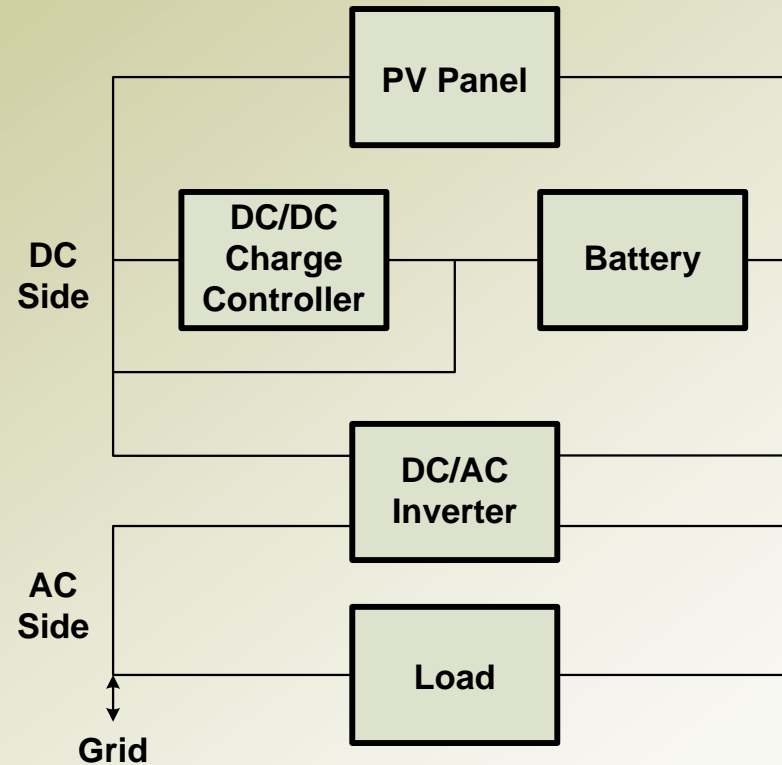 PV Panel
DC
Side
DC/DC
Charge
Controller
Battery
DC/AC
Inverter
AC
Side
Load
Grid